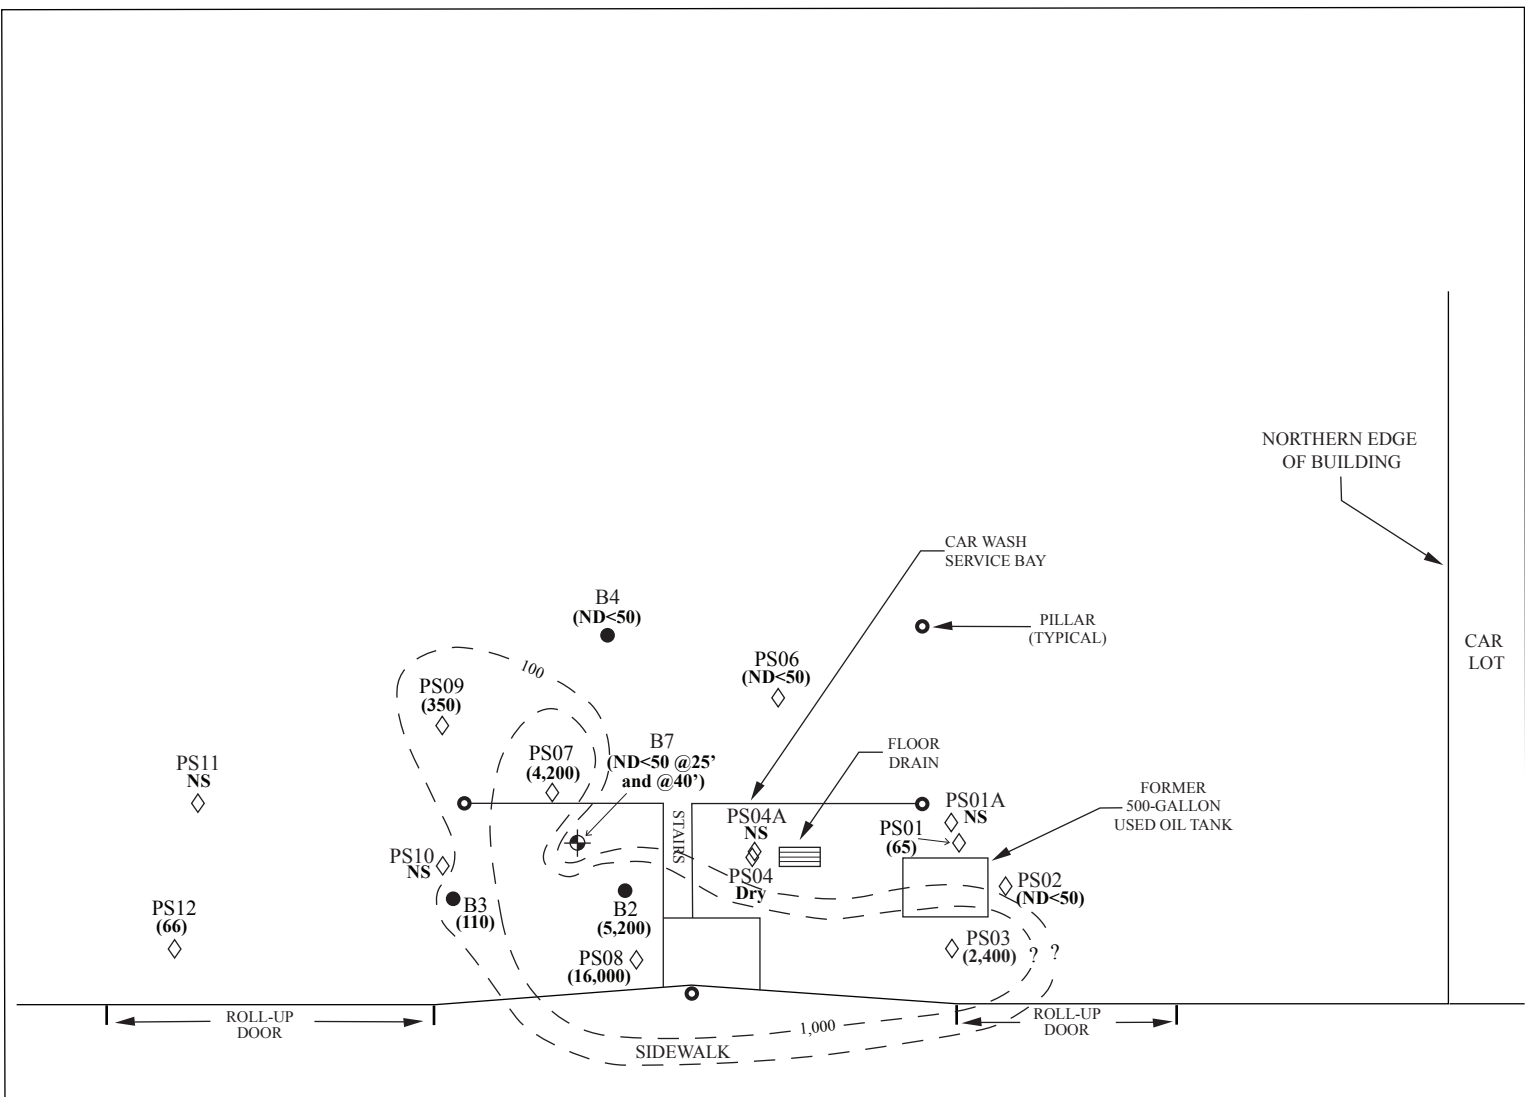 NORTHERN EDGE
OF BUILDING
CAR WASH
SERVICE BAY
B4
(ND<50)
PILLAR
(TYPICAL)
CAR
LOT
100
PS06
(ND<50)
PS09
(350)
B7
(ND<50 @25'
and @40')
PS07
(4,200)
FLOOR
DRAIN
PS11
NS
FORMER
500-GALLON
USED OIL TANK
PS01A
NS
PS04A
NS
STAIRS
PS01
(65)
PS10
NS
PS04
Dry
PS02
(ND<50)
PS12
(66)
B3
(110)
B2
(5,200)
PS03
(2,400)
? ?
PS08
(16,000)
ROLL-UP
DOOR
1,000
ROLL-UP
DOOR
SIDEWALK